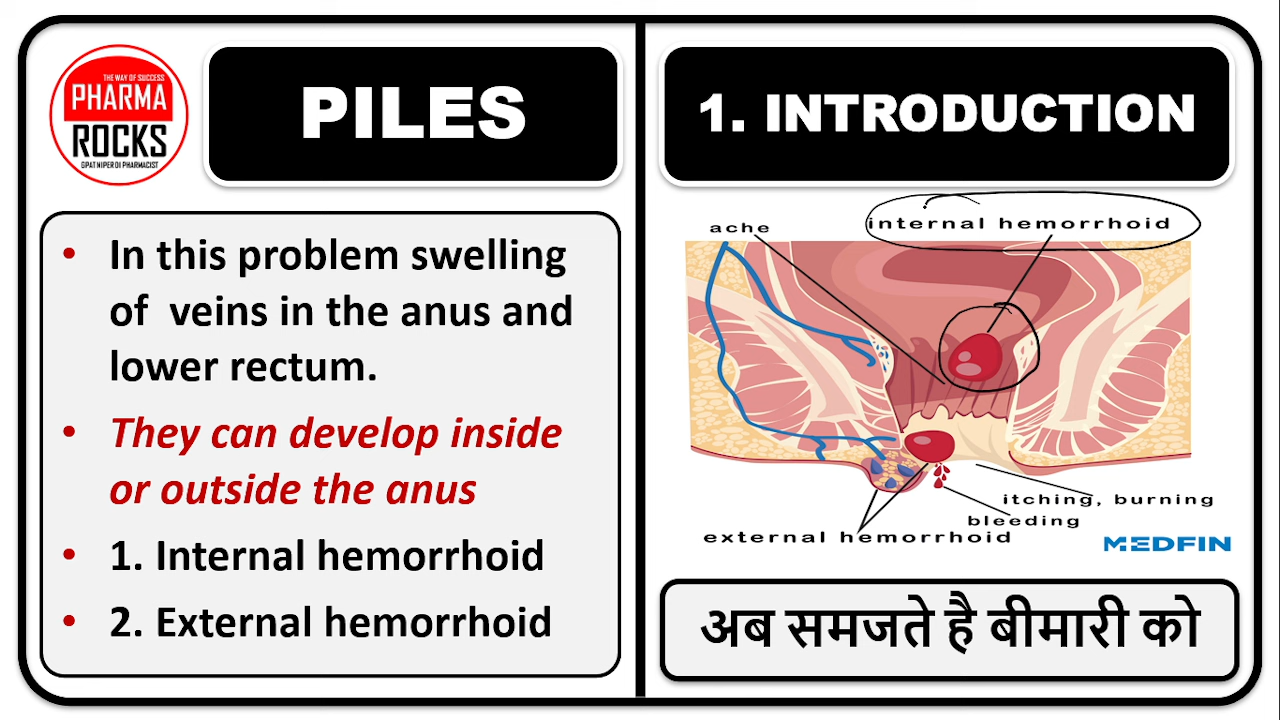 THE WAY OF SUCCESS
PHARMA
ROCKS
GPAT NIPER DI PHARMACIST
PILES
• In this problem swelling
of veins in the anus and
lower rectum.
• They can develop inside
or outside the anus
• 1. Internal hemorrhoid
• 2. External hemorrhoid
1. INTRODUCTION
ache
internal hemorrhoid
itching, burning
bleeding
external hemorrhoid
MEDFIN
अब समजते है बीमारी को